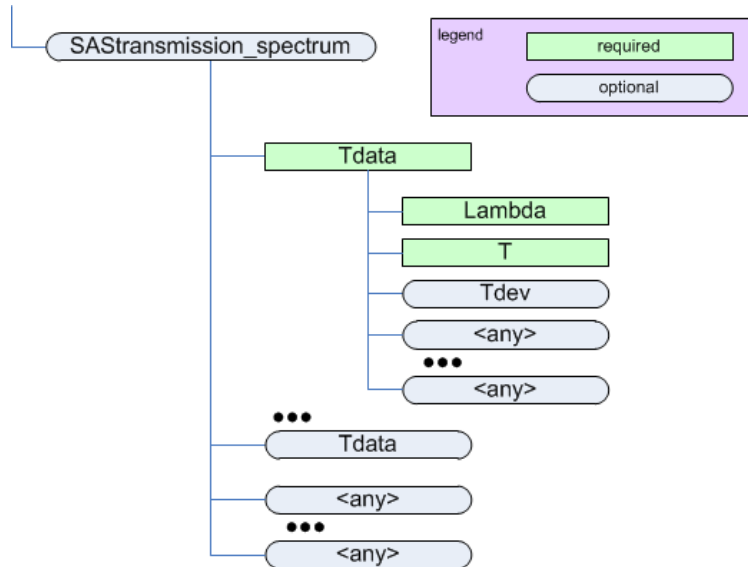 SAStransmission_spectrum
legend
required
optional
Tdata
Lambda
T
Tdev
<any>
•••
<any>
•••
Tdata
<any>
•••
<any>